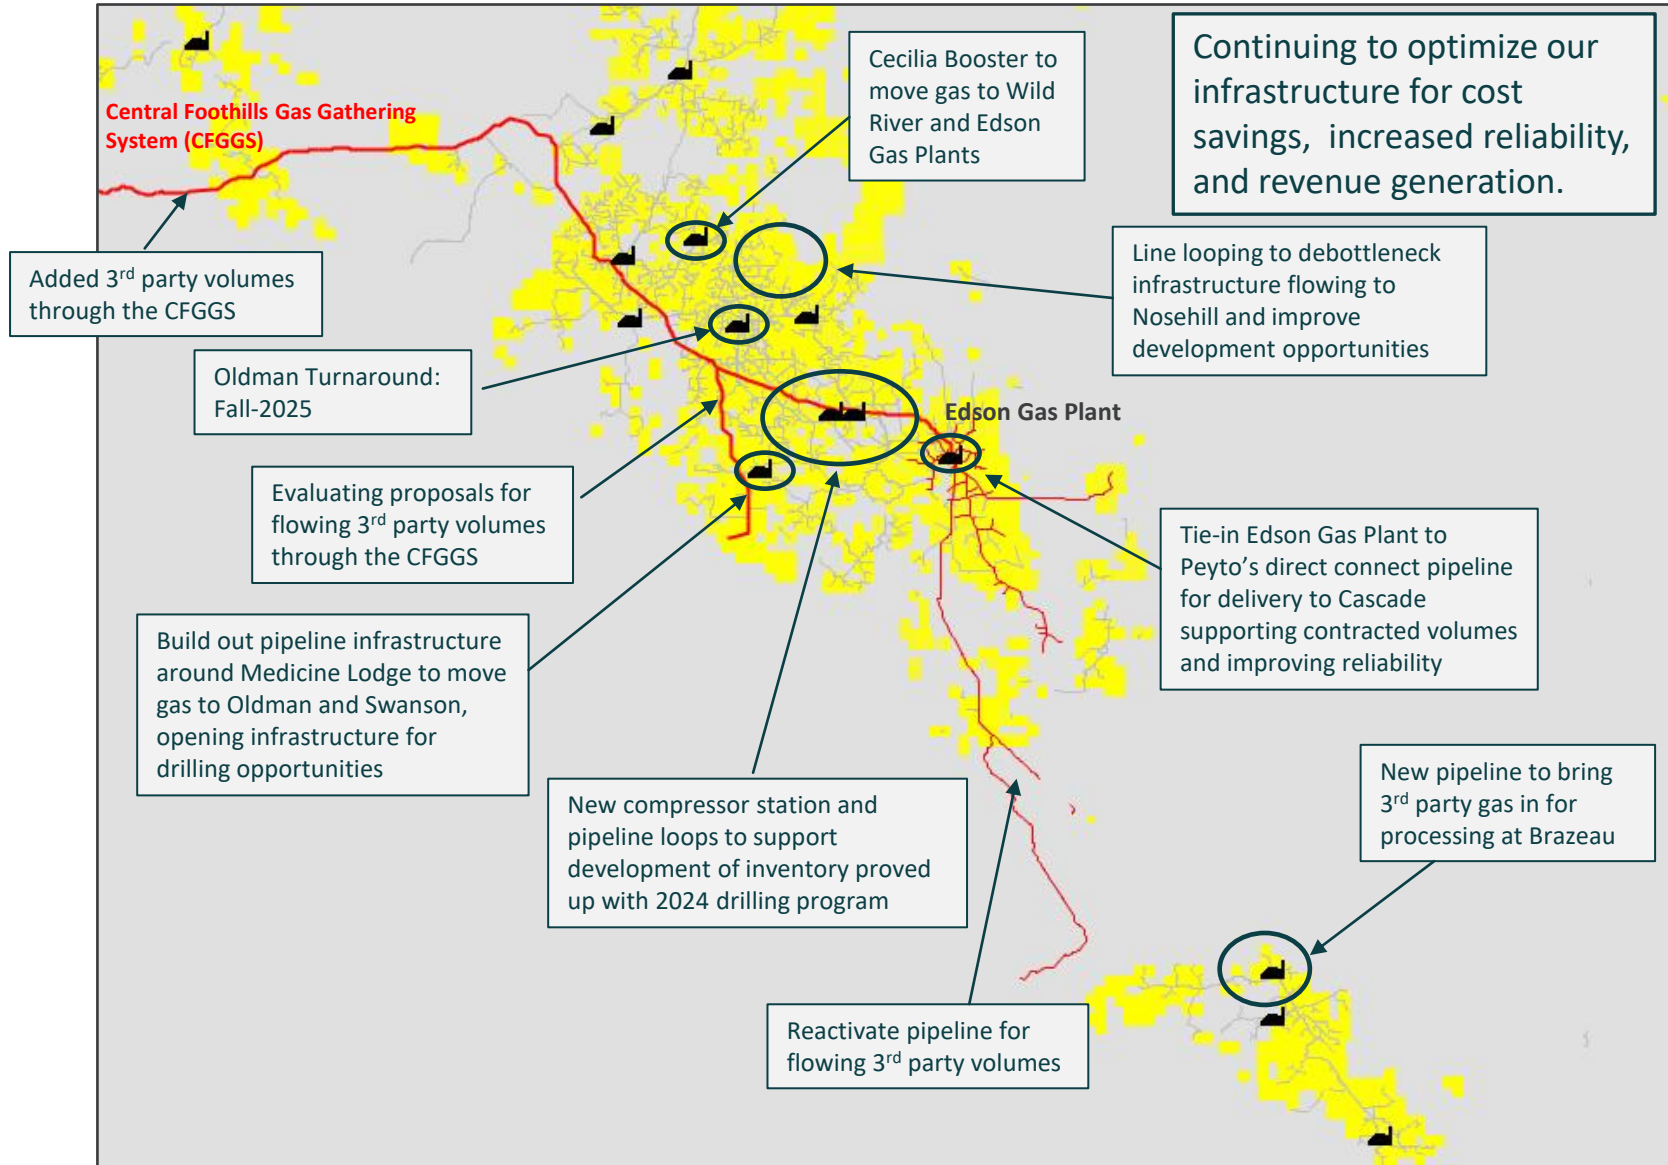 Continuing to optimize our
infrastructure for cost
savings, increased reliability,
and revenue generation.
Cecilia Booster to
move gas to Wild
River and Edson
Gas Plants
Central Foothills Gas Gathering
System (CFGGS)
Added 3rd party volumes
through the CFGGS
Line looping to debottleneck
infrastructure flowing to
Nosehill and improve
development opportunities
Oldman Turnaround:
Fall-2025
Edson Gas Plant
Evaluating proposals for
flowing 3rd party volumes
through the CFGGS
Tie-in Edson Gas Plant to
Peyto’s direct connect pipeline
for delivery to Cascade
supporting contracted volumes
and improving reliability
Build out pipeline infrastructure
around Medicine Lodge to move
gas to Oldman and Swanson,
opening infrastructure for
drilling opportunities
New compressor station and
pipeline loops to support
development of inventory proved
up with 2024 drilling program
New pipeline to bring
3rd party gas in for
processing at Brazeau
Reactivate pipeline for
flowing 3rd party volumes